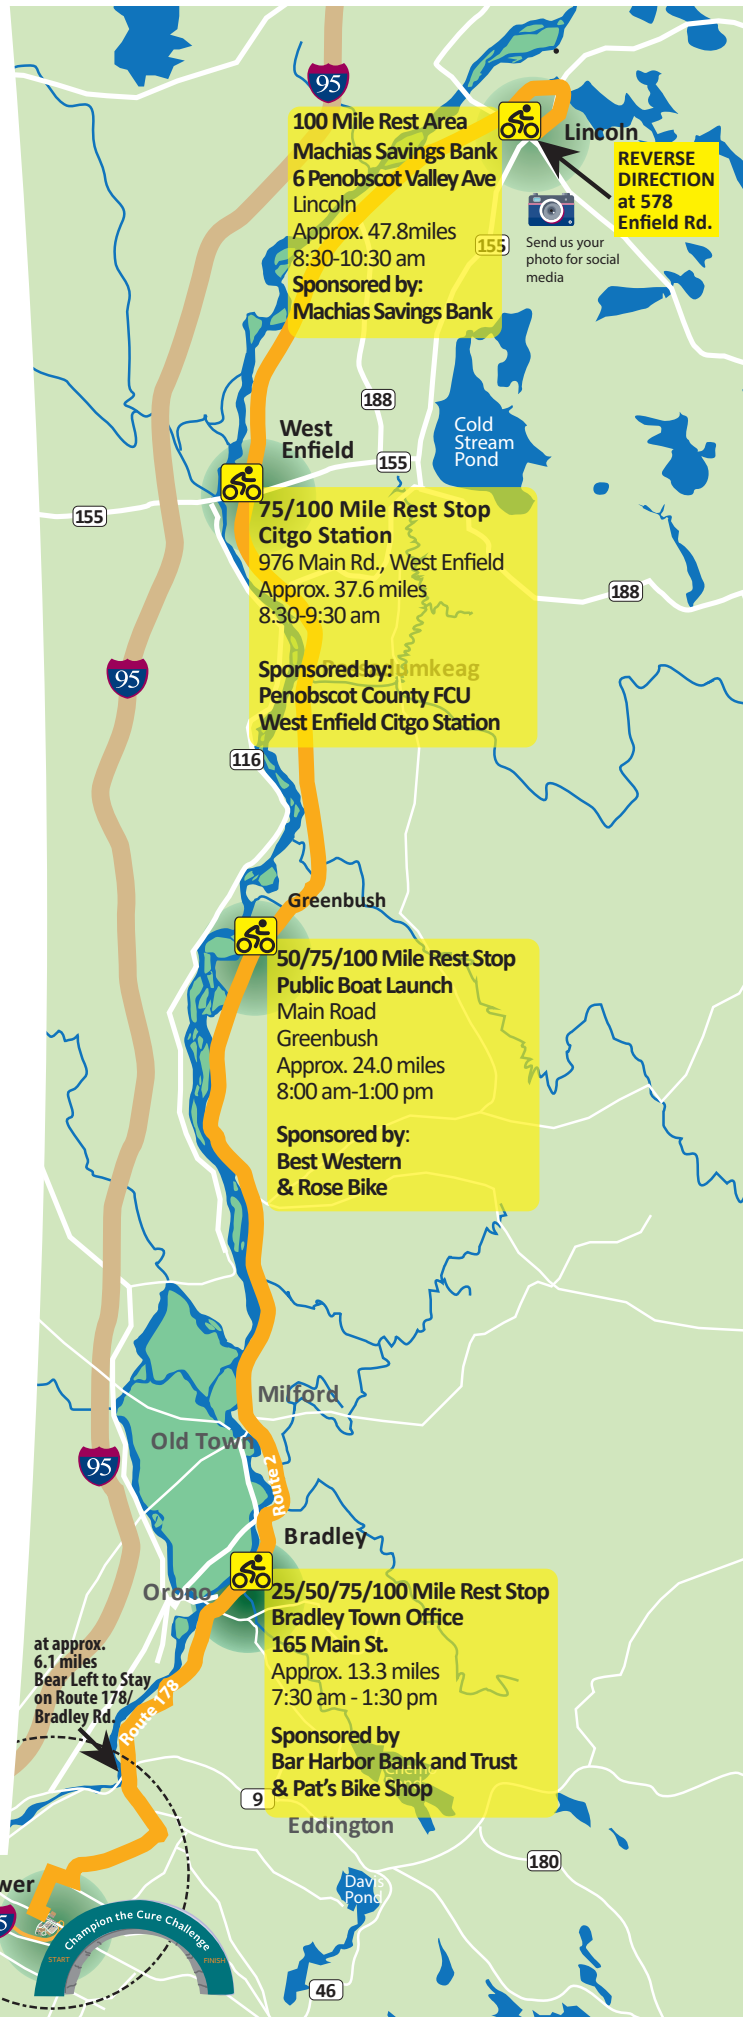 95
100 Mile Rest Area
Machias Savings Bank
6 Penobscot Valley Ave
Lincoln
Approx. 47.8miles
8:30-10:30 am
Sponsored by:
Machias Savings Bank
Lincoln
REVERSE
DIRECTION
at 578
Enfield Rd.
155
Send us your
photo for social
media
188
West
Enfield
155
Cold
Stream
Pond
155
75/100 Mile Rest Stop
Citgo Station
976 Main Rd., West Enfield
Approx. 37.6 miles
8:30-9:30 am
188
95
Sponsored by:
Penobscot County FCU
West Enfield Citgo Station
116
Greenbush
50/75/100 Mile Rest Stop
Public Boat Launch
Main Road
Greenbush
Approx. 24.0 miles
8:00 am-1:00 pm
Sponsored by:
Best Western
& Rose Bike
Milford
Old Town
95
Route 2
Bradley
Orono
25/50/75/100 Mile Rest Stop
Bradley Town Office
165 Main St.
Approx. 13.3 miles
7:30 am - 1:30 pm
Sponsored by
Bar Harbor Bank and Trust
& Pat's Bike Shop
at approx.
6.1 miles
Bear Left to Stay
on Route 178/
Bradley Rd.
Route 178
9
Eddington
180
wer
5
Davis
Pond
Champion the Cure Challenge
START
FINISH
46